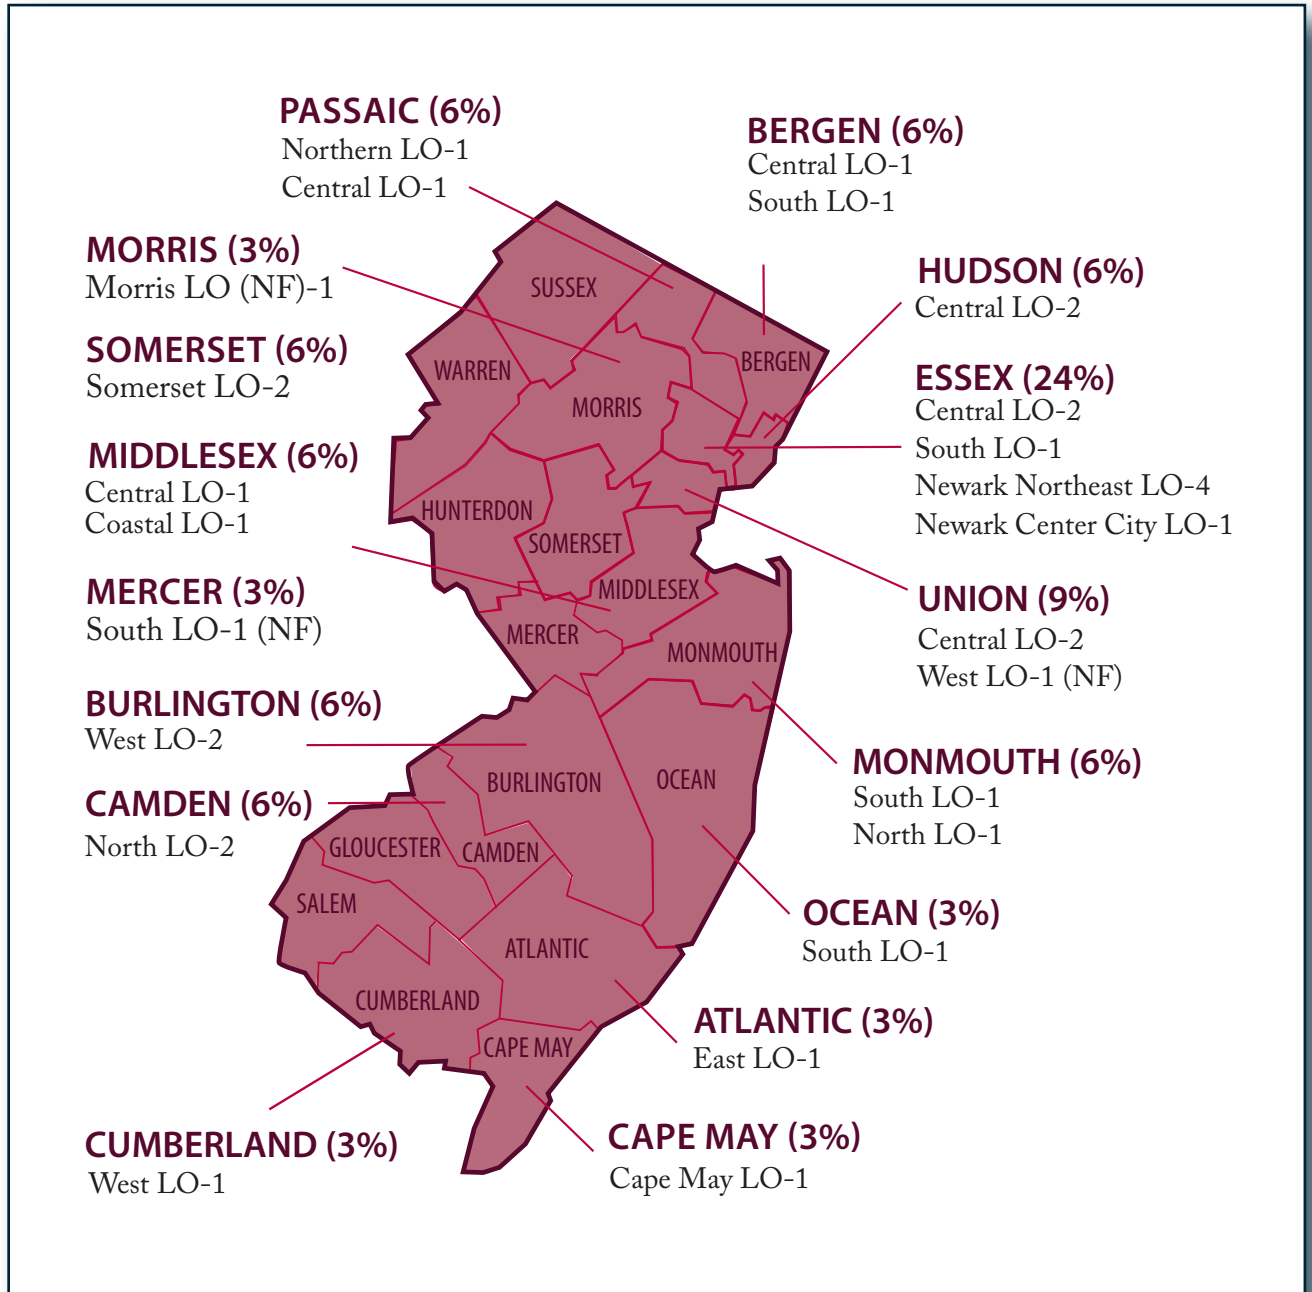 PASSAIC (6%)
Northern LO-1
Central LO-1
BERGEN (6%)
Central LO-1
South LO-1
MORRIS (3%)
Morris LO (NF)-1
HUDSON (6%)
Central LO-2
SOMERSET (6%)
Somerset LO-2
ESSEX (24%)
Central LO-2
South LO-1
Newark Northeast LO-4
Newark Center City LO-1
MIDDLESEX (6%)
Central LO-1
Coastal LO-1
MERCER (3%)
South LO-1 (NF)
UNION (9%)
Central LO-2
West LO-1 (NF)
BURLINGTON (6%)
West LO-2
MONMOUTH (6%)
South LO-1
North LO-1
CAMDEN (6%)
North LO-2
OCEAN (3%)
South LO-1
ATLANTIC (3%)
East LO-1
CUMBERLAND (3%)
West LO-1
CAPE MAY (3%)
Cape May LO-1
SUSSEX
WARREN
BERGEN
MORRIS
HUNTERDON
SOMERSET
MIDDLESEX
MERCER
MONMOUTH
BURLINGTON
OCEAN
GLOUCESTER
CAMDEN
SALEM
ATLANTIC
CUMBERLAND
CAPE MAY